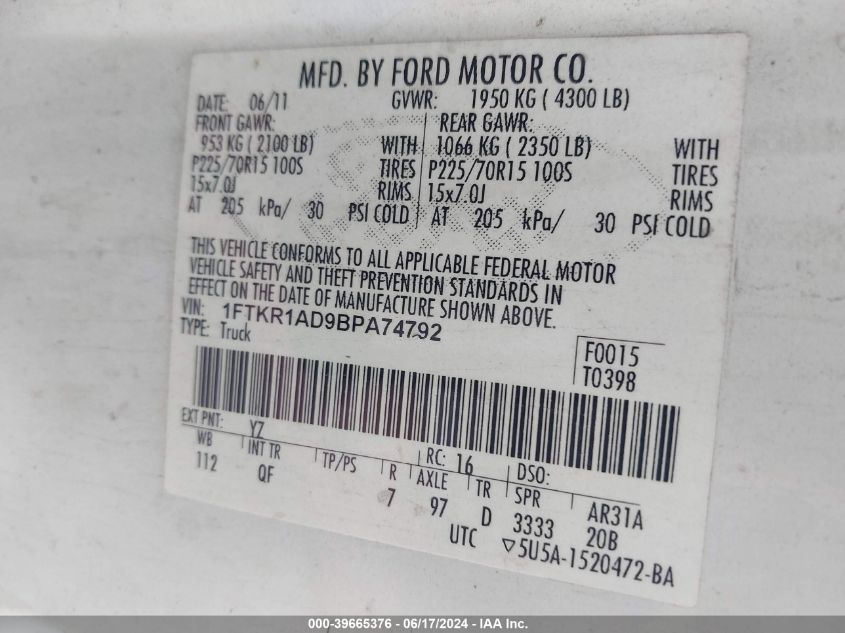 MFD. BY FORD MOTOR CO.
DATE: 06/11 GVWR: 1950 KG ( 4300 LB)
FRONT GAWR: REAR GAWR:
953 KG ( 2100 LB) WITH 1066 KG ( 2350 LB) WITH
P225/70R15 100S TIRES P225/70R15 100S TIRES
15x7.0J RIMS 15x7.0J RIMS
AT 205 kPa/ 30 PSI COLD AT 205 kPa/ 30 PSI COLD
THIS VEHICLE CONFORMS TO ALL APPLICABLE FEDERAL MOTOR
VEHICLE SAFETY AND THEFT PREVENTION STANDARDS IN
EFFECT ON THE DATE OF MANUFACTURE SHOWN ABOVE.
VIN: 1FTKR1AD9BPA74792
TYPE: Truck
F0015
T0398
EXT PNT: YZ RC: 16 DSO:
WB INT TR TP/PS R AXLE TR SPR AR31A
112 QF 7 97 D 3333 20B
UTC ▽5U5A-1520472-BA
000-39665376 - 06/17/2024 - IAA Inc.